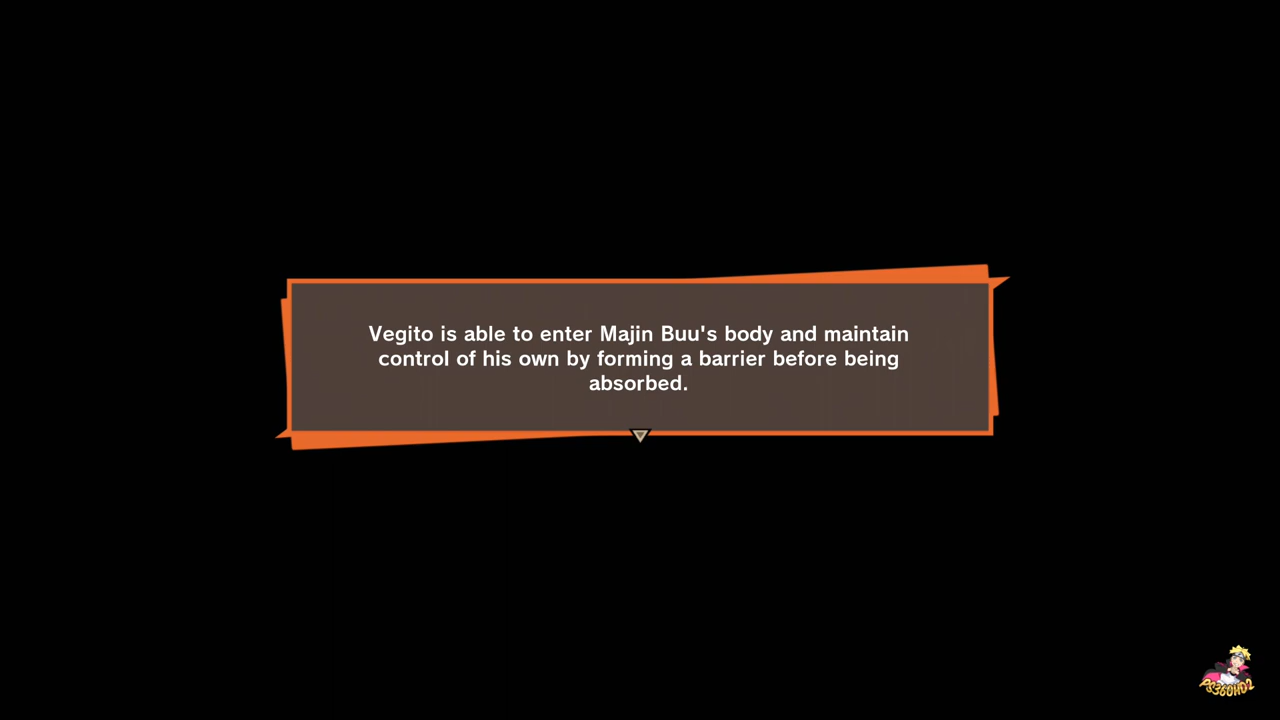 Vegito is able to enter Majin Buu's body and maintain
control of his own by forming a barrier before being
absorbed.
PS360HD2